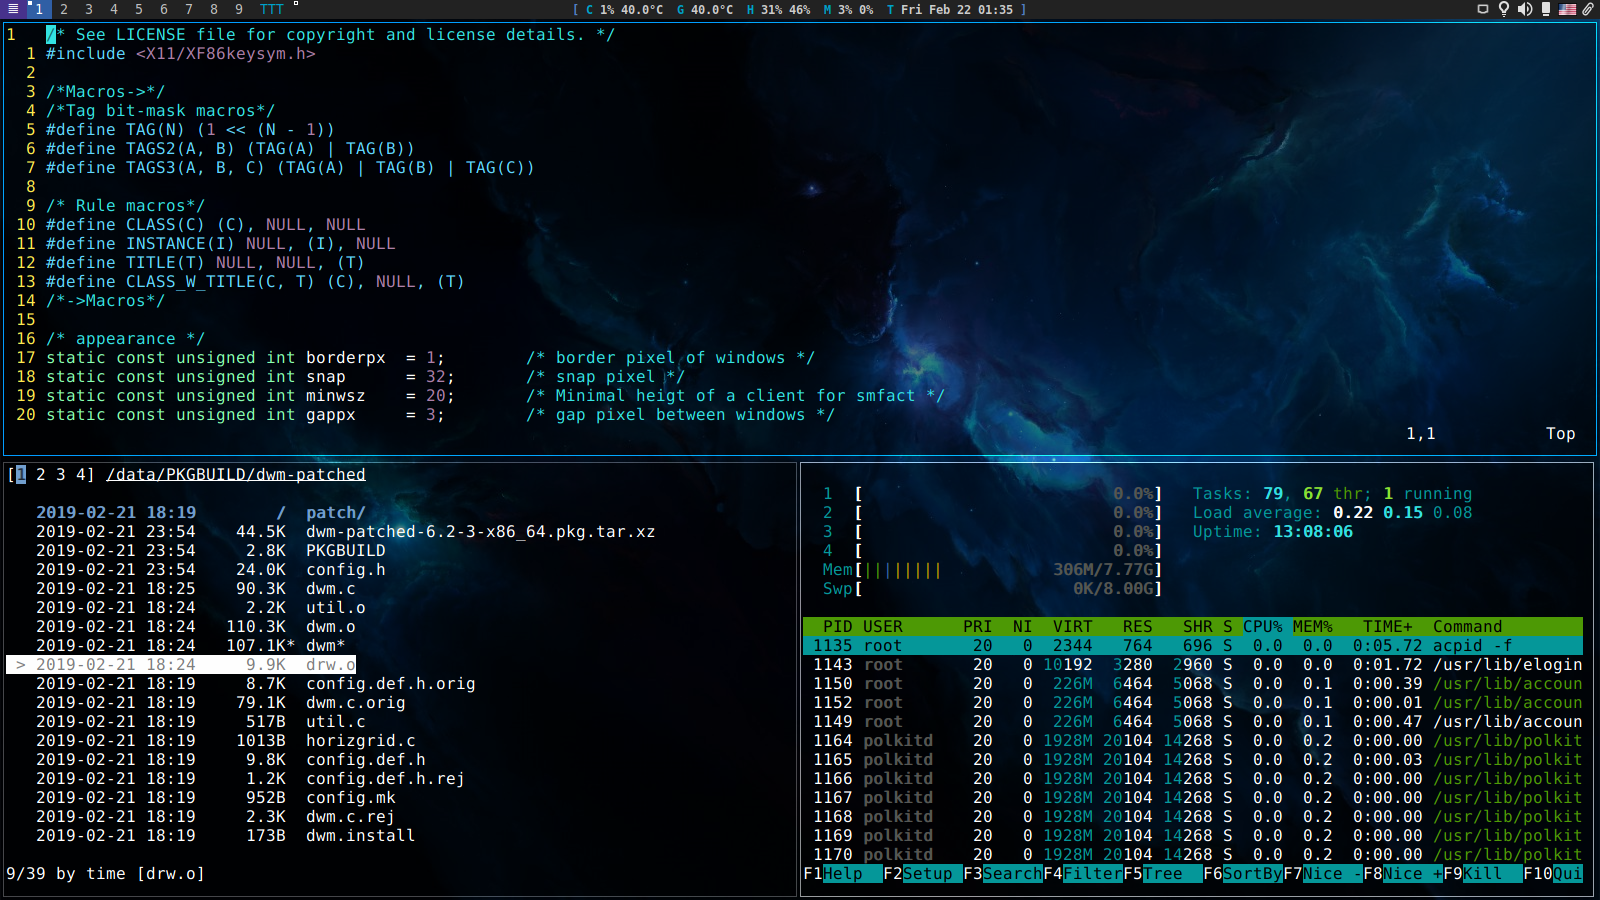 1 2 3 4 5 6 7 8 9 TTT [ C 1% 40.0°C G 40.0°C H 31% 46% M 3% 0% T Fri Feb 22 01:35 ]
1 /* See LICENSE file for copyright and license details. */
1 #include <X11/XF86keysym.h>
2
3 /*Macros->*/
4 /*Tag bit-mask macros*/
5 #define TAG(N) (1 << (N - 1))
6 #define TAGS2(A, B) (TAG(A) | TAG(B))
7 #define TAGS3(A, B, C) (TAG(A) | TAG(B) | TAG(C))
8
9 /* Rule macros*/
10 #define CLASS(C) (C), NULL, NULL
11 #define INSTANCE(I) NULL, (I), NULL
12 #define TITLE(T) NULL, NULL, (T)
13 #define CLASS_W_TITLE(C, T) (C), NULL, (T)
14 /*->Macros*/
15
16 /* appearance */
17 static const unsigned int borderpx = 1; /* border pixel of windows */
18 static const unsigned int snap = 32; /* snap pixel */
19 static const unsigned int minwsz = 20; /* Minimal heigt of a client for smfact */
20 static const unsigned int gappx = 3; /* gap pixel between windows */
1,1 Top
[1 2 3 4] /data/PKGBUILD/dwm-patched
2019-02-21 18:19 / patch/
2019-02-21 23:54 44.5K dwm-patched-6.2-3-x86_64.pkg.tar.xz
2019-02-21 23:54 2.8K PKGBUILD
2019-02-21 23:54 24.0K config.h
2019-02-21 18:25 90.3K dwm.c
2019-02-21 18:24 2.2K util.o
2019-02-21 18:24 110.3K dwm.o
2019-02-21 18:24 107.1K* dwm*
> 2019-02-21 18:24 9.9K drw.o
2019-02-21 18:19 8.7K config.def.h.orig
2019-02-21 18:19 79.1K dwm.c.orig
2019-02-21 18:19 517B util.c
2019-02-21 18:19 1013B horizgrid.c
2019-02-21 18:19 9.8K config.def.h
2019-02-21 18:19 1.2K config.def.h.rej
2019-02-21 18:19 952B config.mk
2019-02-21 18:19 2.3K dwm.c.rej
2019-02-21 18:19 173B dwm.install
9/39 by time [drw.o]
1 [ 0.0%] Tasks: 79, 67 thr; 1 running
2 [ 0.0%] Load average: 0.22 0.15 0.08
3 [ 0.0%] Uptime: 13:08:06
4 [ 0.0%]
Mem[|||||||| 306M/7.77G]
Swp[ 0K/8.00G]
PID USER PRI NI VIRT RES SHR S CPU% MEM% TIME+ Command
1135 root 20 0 2344 764 696 S 0.0 0.0 0:05.72 acpid -f
1143 root 20 0 10192 3280 2960 S 0.0 0.0 0:01.72 /usr/lib/elogin
1150 root 20 0 226M 6464 5068 S 0.0 0.1 0:00.39 /usr/lib/accoun
1152 root 20 0 226M 6464 5068 S 0.0 0.1 0:00.01 /usr/lib/accoun
1149 root 20 0 226M 6464 5068 S 0.0 0.1 0:00.47 /usr/lib/accoun
1164 polkitd 20 0 1928M 20104 14268 S 0.0 0.2 0:00.00 /usr/lib/polkit
1165 polkitd 20 0 1928M 20104 14268 S 0.0 0.2 0:00.03 /usr/lib/polkit
1166 polkitd 20 0 1928M 20104 14268 S 0.0 0.2 0:00.00 /usr/lib/polkit
1167 polkitd 20 0 1928M 20104 14268 S 0.0 0.2 0:00.00 /usr/lib/polkit
1168 polkitd 20 0 1928M 20104 14268 S 0.0 0.2 0:00.00 /usr/lib/polkit
1169 polkitd 20 0 1928M 20104 14268 S 0.0 0.2 0:00.00 /usr/lib/polkit
1170 polkitd 20 0 1928M 20104 14268 S 0.0 0.2 0:00.00 /usr/lib/polkit
F1Help F2Setup F3SearchF4FilterF5Tree F6SortByF7Nice -F8Nice +F9Kill F10Qui